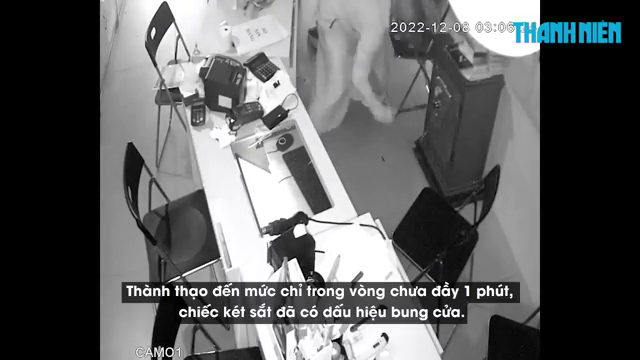 2022-12-08 03:06
THANH NIÊN
Thành thạo đến mức chỉ trong vòng chưa đầy 1 phút,
chiếc két sắt đã có dấu hiệu bung cửa.
CAMO1